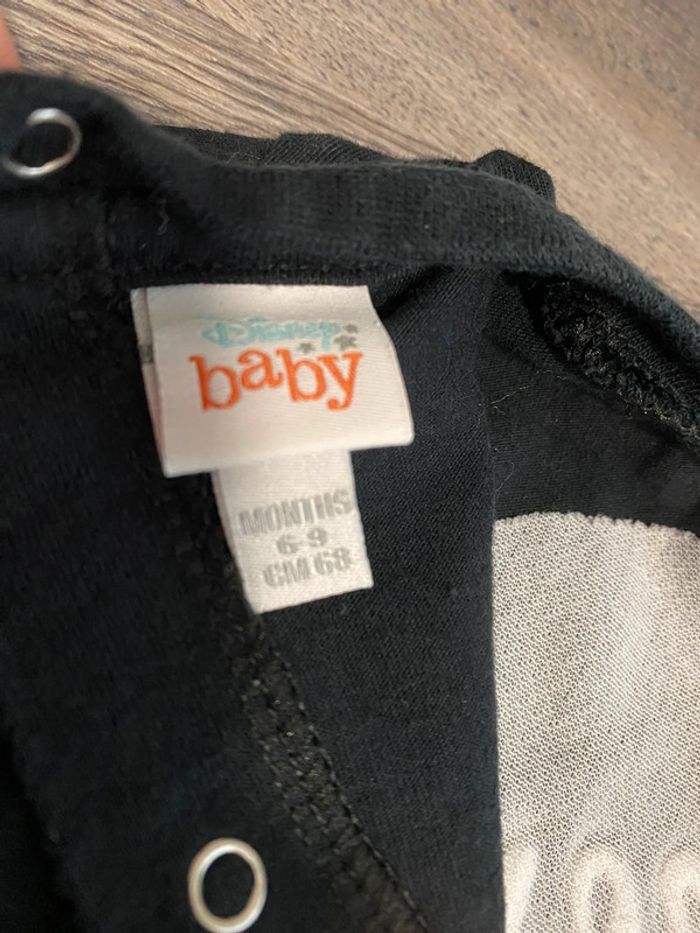 Disney
baby
MONTHS
6-9
CM 68